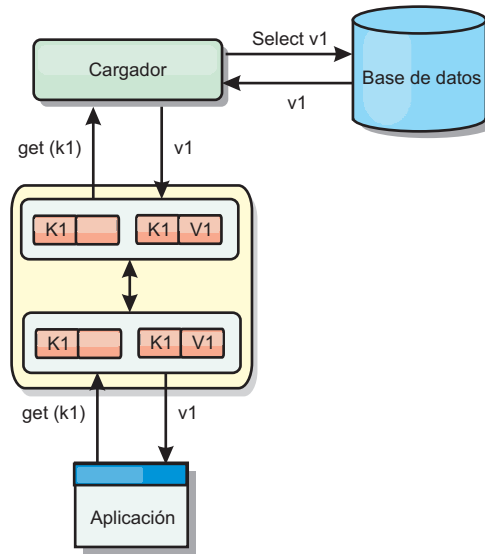 Select v1
Cargador
Base de datos
v1
get (k1)
v1
K1
K1 V1
K1
K1 V1
get (k1)
v1
Aplicación